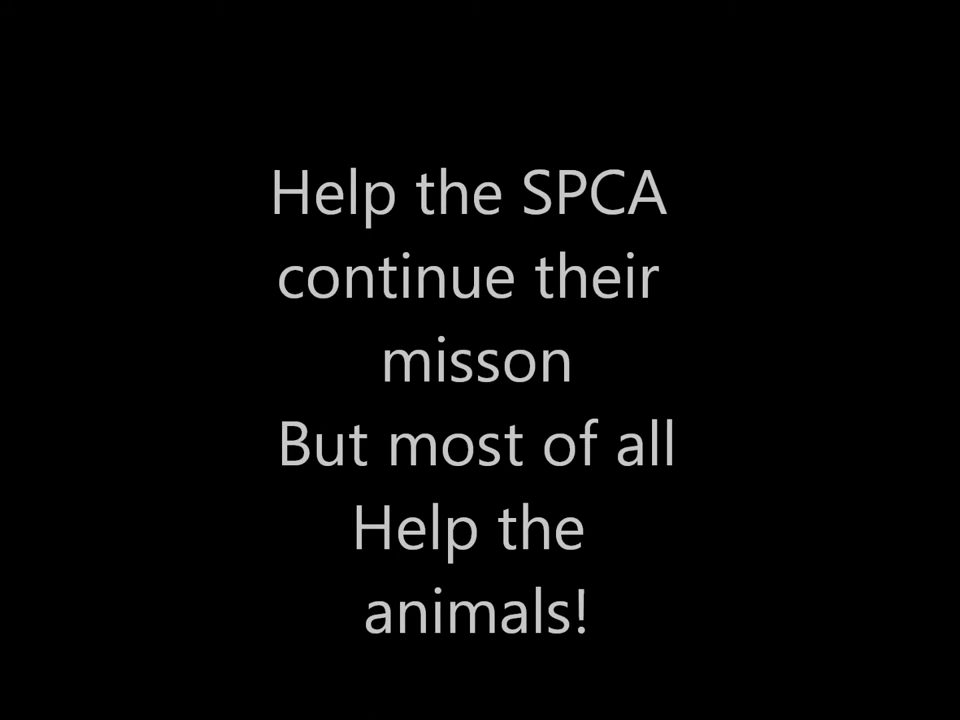 Help the SPCA
continue their
misson
But most of all
Help the
animals!